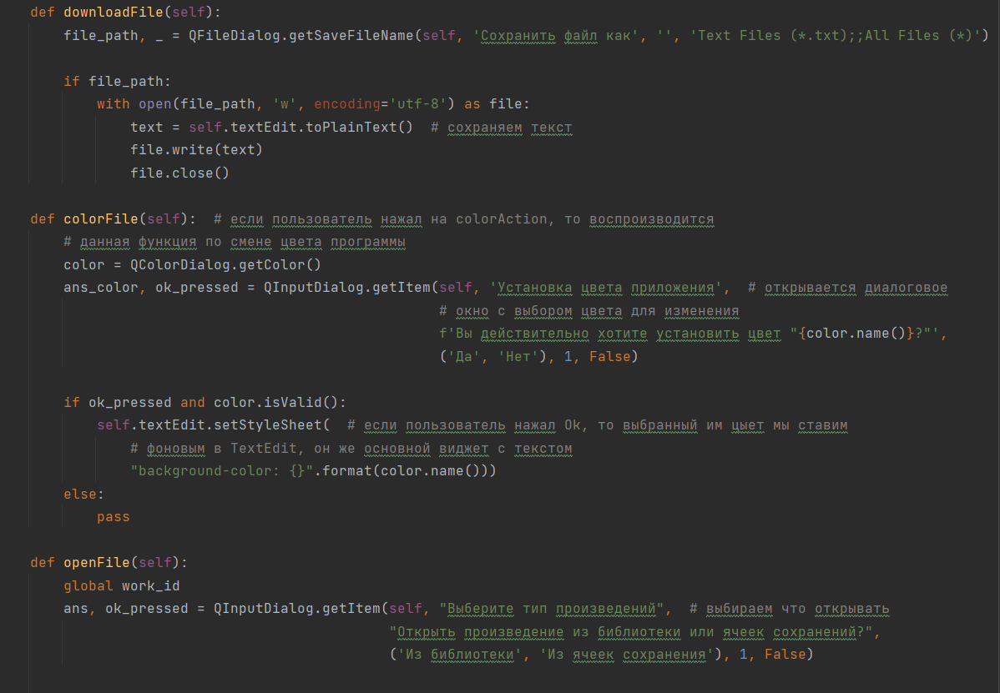 def downloadFile(self):
file_path, _ = QFileDialog.getSaveFileName(self, 'Сохранить файл как', '', 'Text Files (*.txt);;All Files (*)')
if file_path:
with open(file_path, 'w', encoding='utf-8') as file:
text = self.textEdit.toPlainText()  # сохраняем текст
file.write(text)
file.close()
def colorFile(self):  # если пользователь нажал на colorAction, то воспроизводится
# данная функция по смене цвета программы
color = QColorDialog.getColor()
ans_color, ok_pressed = QInputDialog.getItem(self, 'Установка цвета приложения',  # открывается диалоговое
# окно с выбором цвета для изменения
f'Вы действительно хотите установить цвет "{color.name()}?"',
('Да', 'Нет'), 1, False)
if ok_pressed and color.isValid():
self.textEdit.setStyleSheet(  # если пользователь нажал Ok, то выбранный им цыет мы ставим
# фоновым в TextEdit, он же основной виджет с текстом
"background-color: {}".format(color.name()))
else:
pass
def openFile(self):
global work_id
ans, ok_pressed = QInputDialog.getItem(self, "Выберите тип произведений",  # выбираем что открывать
"Открыть произведение из библиотеки или ячеек сохранений?",
('Из библиотеки', 'Из ячеек сохранения'), 1, False)